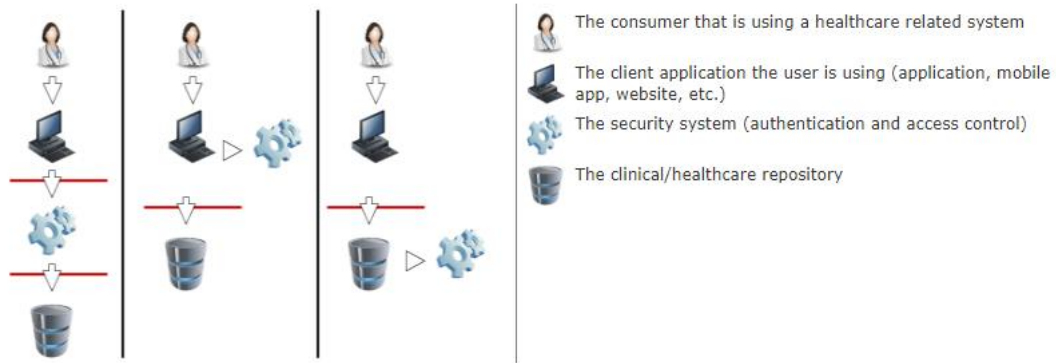 The consumer that is using a healthcare related system
The client application the user is using (application, mobile
app, website, etc.)
The security system (authentication and access control)
The clinical/healthcare repository